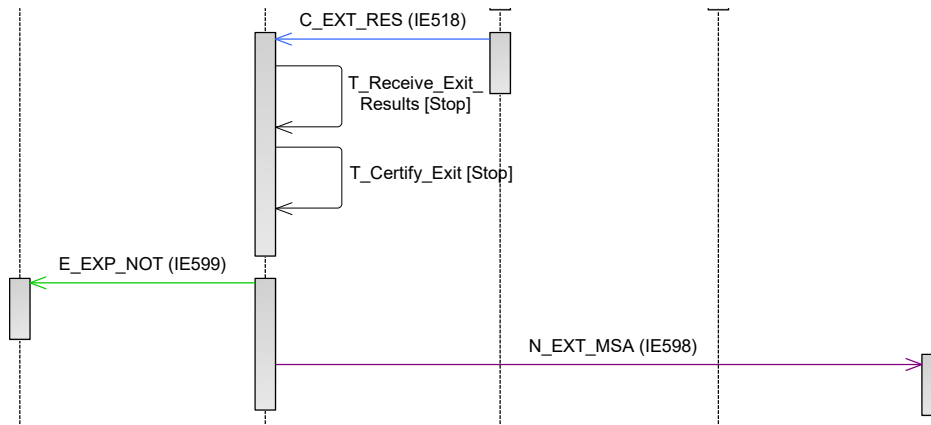 C_EXT_RES (IE518)
T_Receive_Exit_
Results [Stop]
T_Certify_Exit [Stop]
E_EXP_NOT (IE599)
N_EXT_MSA (IE598)